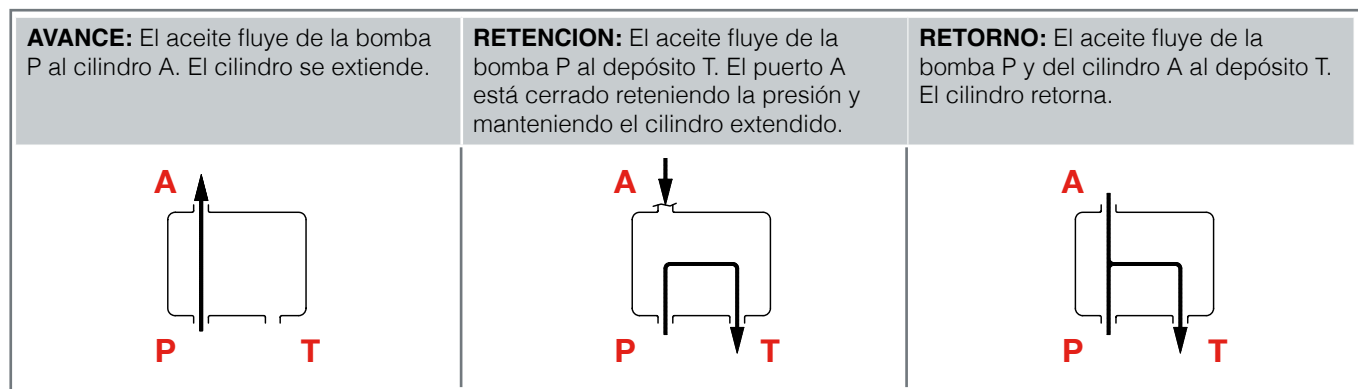 AVANCE: El aceite fluye de la bomba
P al cilindro A. El cilindro se extiende.
RETENCION: El aceite fluye de la
bomba P al depósito T. El puerto A
está cerrado reteniendo la presión y
manteniendo el cilindro extendido.
RETORNO: El aceite fluye de la
bomba P y del cilindro A al depósito T.
El cilindro retorna.
A
P T
A
P T
A
P T